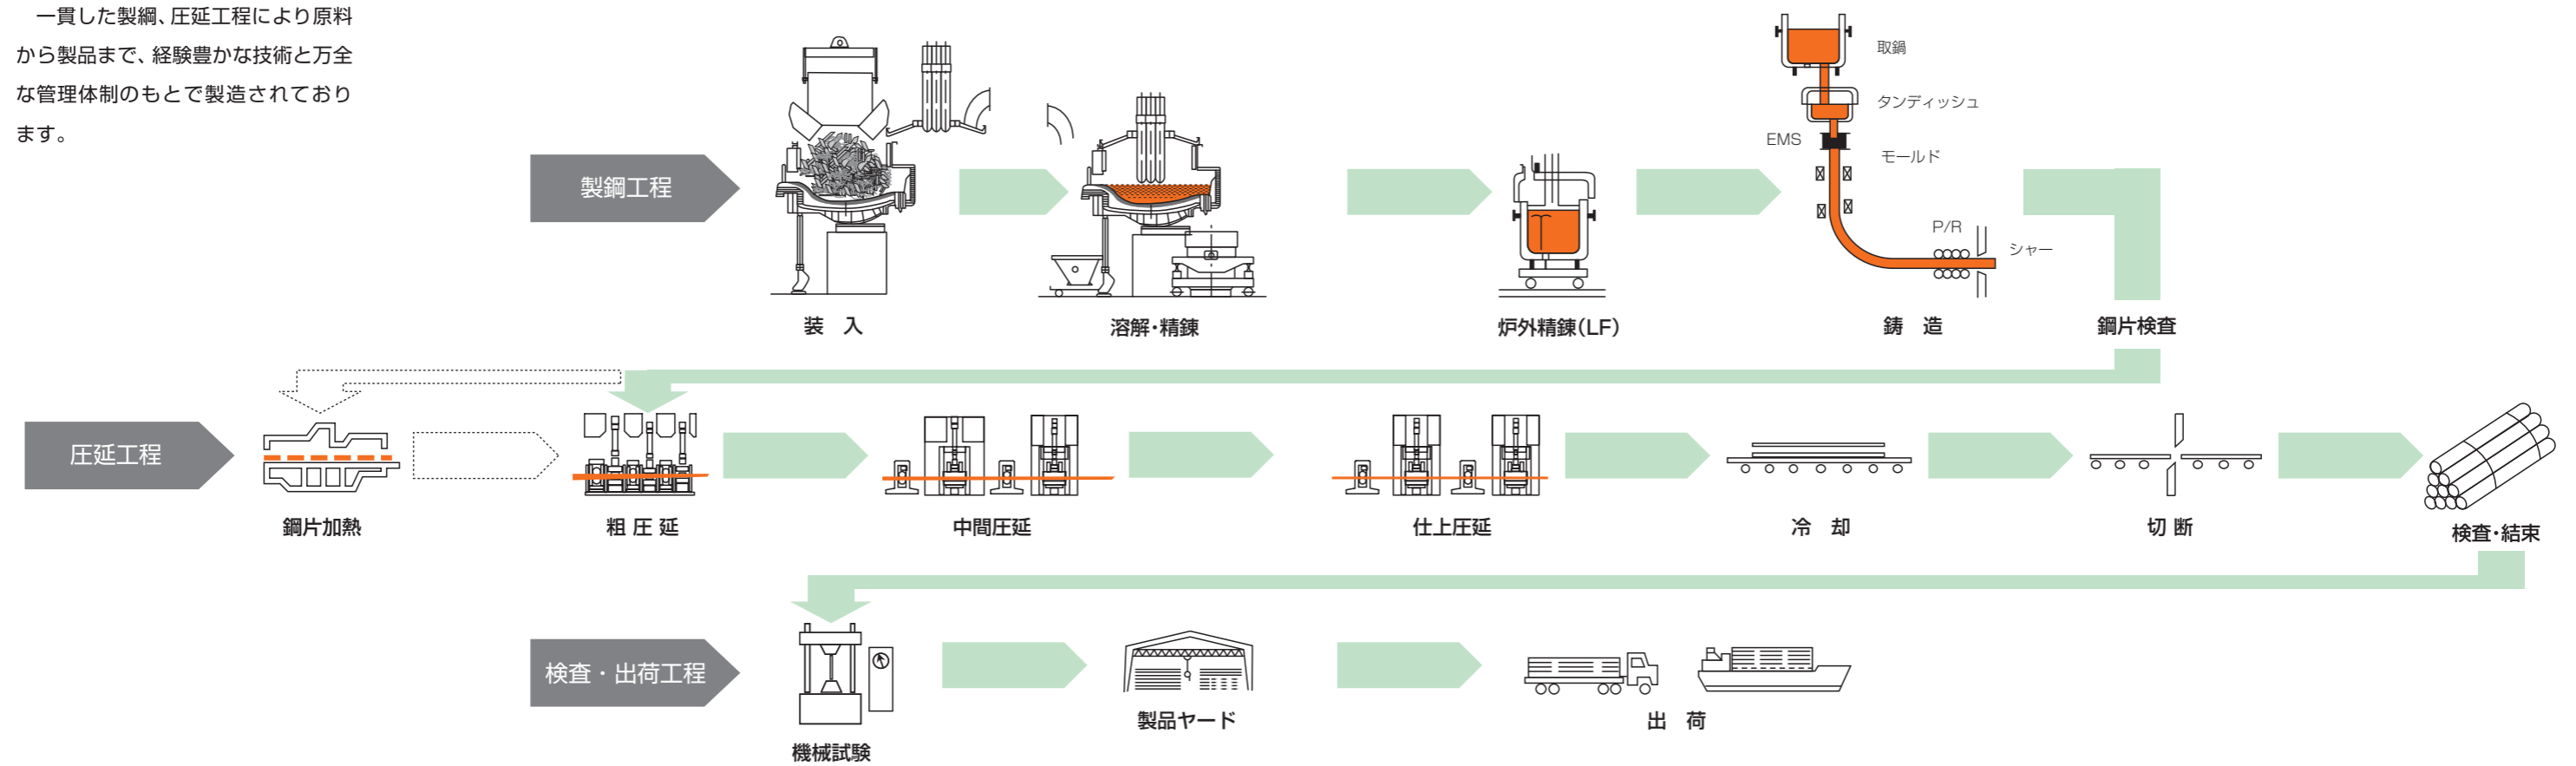 一貫した製綱、圧延工程により原料
から製品まで、経験豊かな技術と万全
な管理体制のもとで製造されており
ます。
製鋼工程
取鍋
タンディッシュ
EMS
モールド
P/R
シャー
装 入
溶解・精錬
炉外精錬(LF)
鋳 造
鋼片検査
圧延工程
鋼片加熱
粗 圧 延
中間圧延
仕上圧延
冷 却
切 断
検査・結束
検査・出荷工程
機械試験
製品ヤード
出 荷